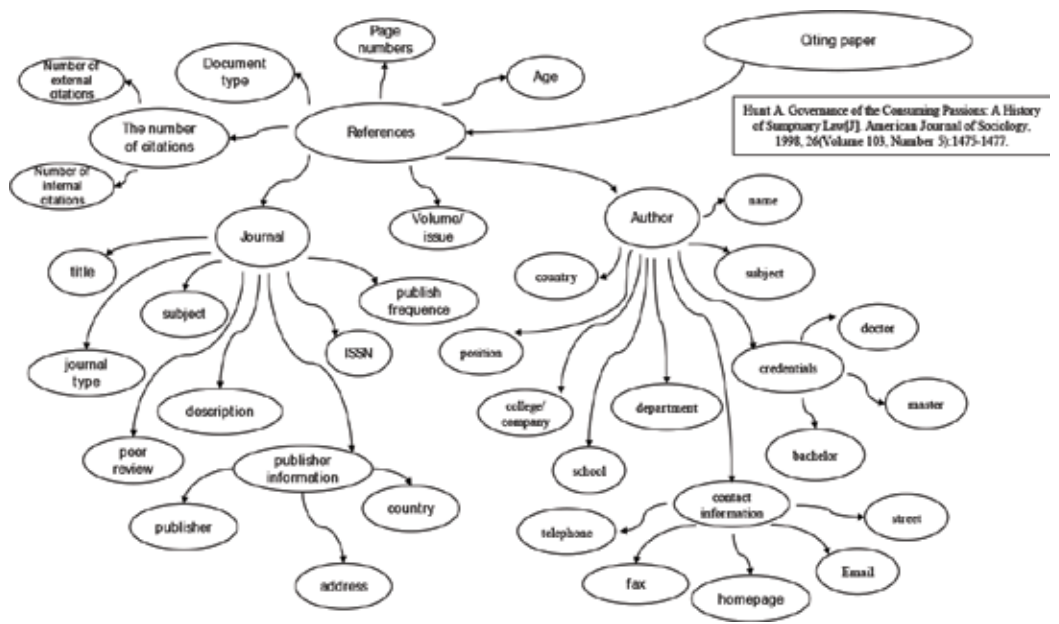 Page
numbers
Citing paper
Number of
external
citations
Document
type
Age
Hunt A. Governance of the Consuming Passions: A History
of Sumptuary Law[J]. American Journal of Sociology,
1998, 26(Volume 103, Number 5):1475-1477.
The number
of citations
References
Number of
internal
citations
Volume/
issue
Author
name
Journal
title
country
subject
subject
publish
frequence
ISSN
position
doctor
journal
type
credentials
description
college/
company
department
master
peer
review
publisher
information
school
bachelor
publisher
country
contact
information
telephone
street
address
fax
homepage
Email